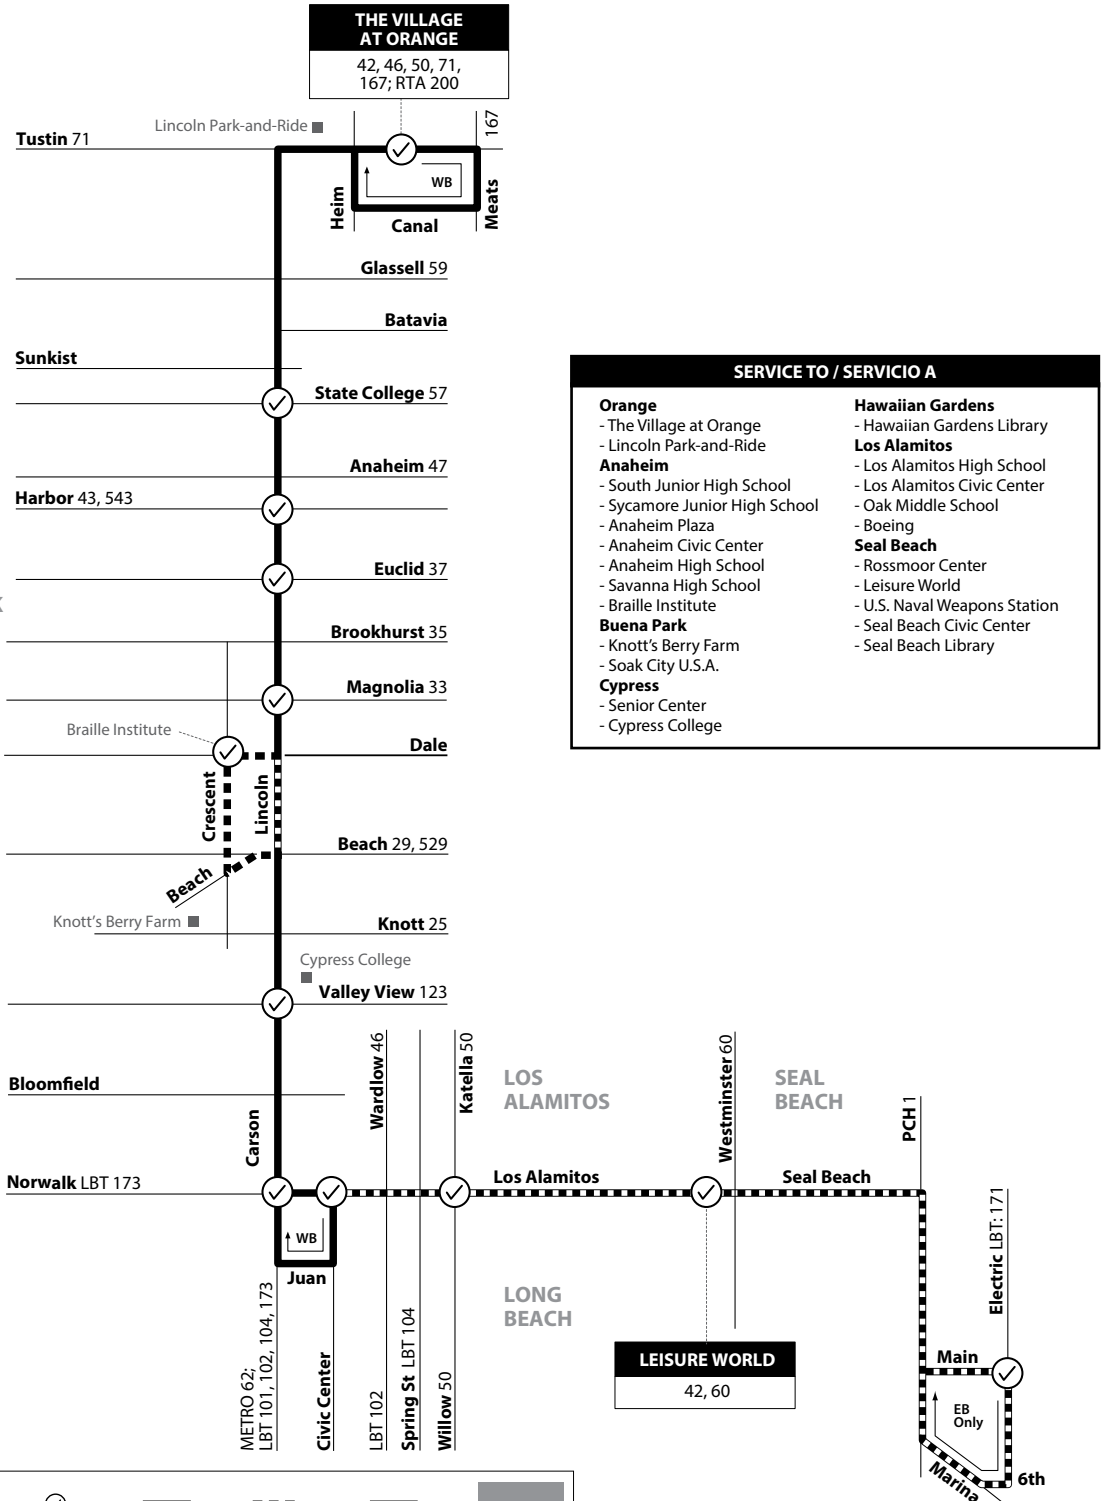 THE VILLAGE
AT ORANGE
42, 46, 50, 71,
167; RTA 200
Lincoln Park-and-Ride
167
Tustin 71
WB
Heim
Meats
Canal
Glassell 59
Batavia
Sunkist
State College 57
Anaheim 47
Harbor 43, 543
Euclid 37
Brookhurst 35
Magnolia 33
Braille Institute
Dale
Crescent
Lincoln
Beach 29, 529
Beach
Knott's Berry Farm
Knott 25
Cypress College
Valley View 123
SERVICE TO / SERVICIO A
Orange
- The Village at Orange
- Lincoln Park-and-Ride
Anaheim
- South Junior High School
- Sycamore Junior High School
- Anaheim Plaza
- Anaheim Civic Center
- Anaheim High School
- Savanna High School
- Braille Institute
Buena Park
- Knott's Berry Farm
- Soak City U.S.A.
Cypress
- Senior Center
- Cypress College
Hawaiian Gardens
- Hawaiian Gardens Library
Los Alamitos
- Los Alamitos High School
- Los Alamitos Civic Center
- Oak Middle School
- Boeing
Seal Beach
- Rossmoor Center
- Leisure World
- U.S. Naval Weapons Station
- Seal Beach Civic Center
- Seal Beach Library
Bloomfield
Carson
Wardlow 46
Katella 50
LOS
ALAMITOS
Westminster 60
SEAL
BEACH
PCH 1
Norwalk LBT 173
Los Alamitos
Seal Beach
Electric LBT: 171
WB
Juan
METRO 62;
LBT 101, 102, 104, 173
Civic Center
LBT 102
Spring St LBT 104
Willow 50
LONG
BEACH
LEISURE WORLD
42, 60
Main
EB
Only
Marina
6th